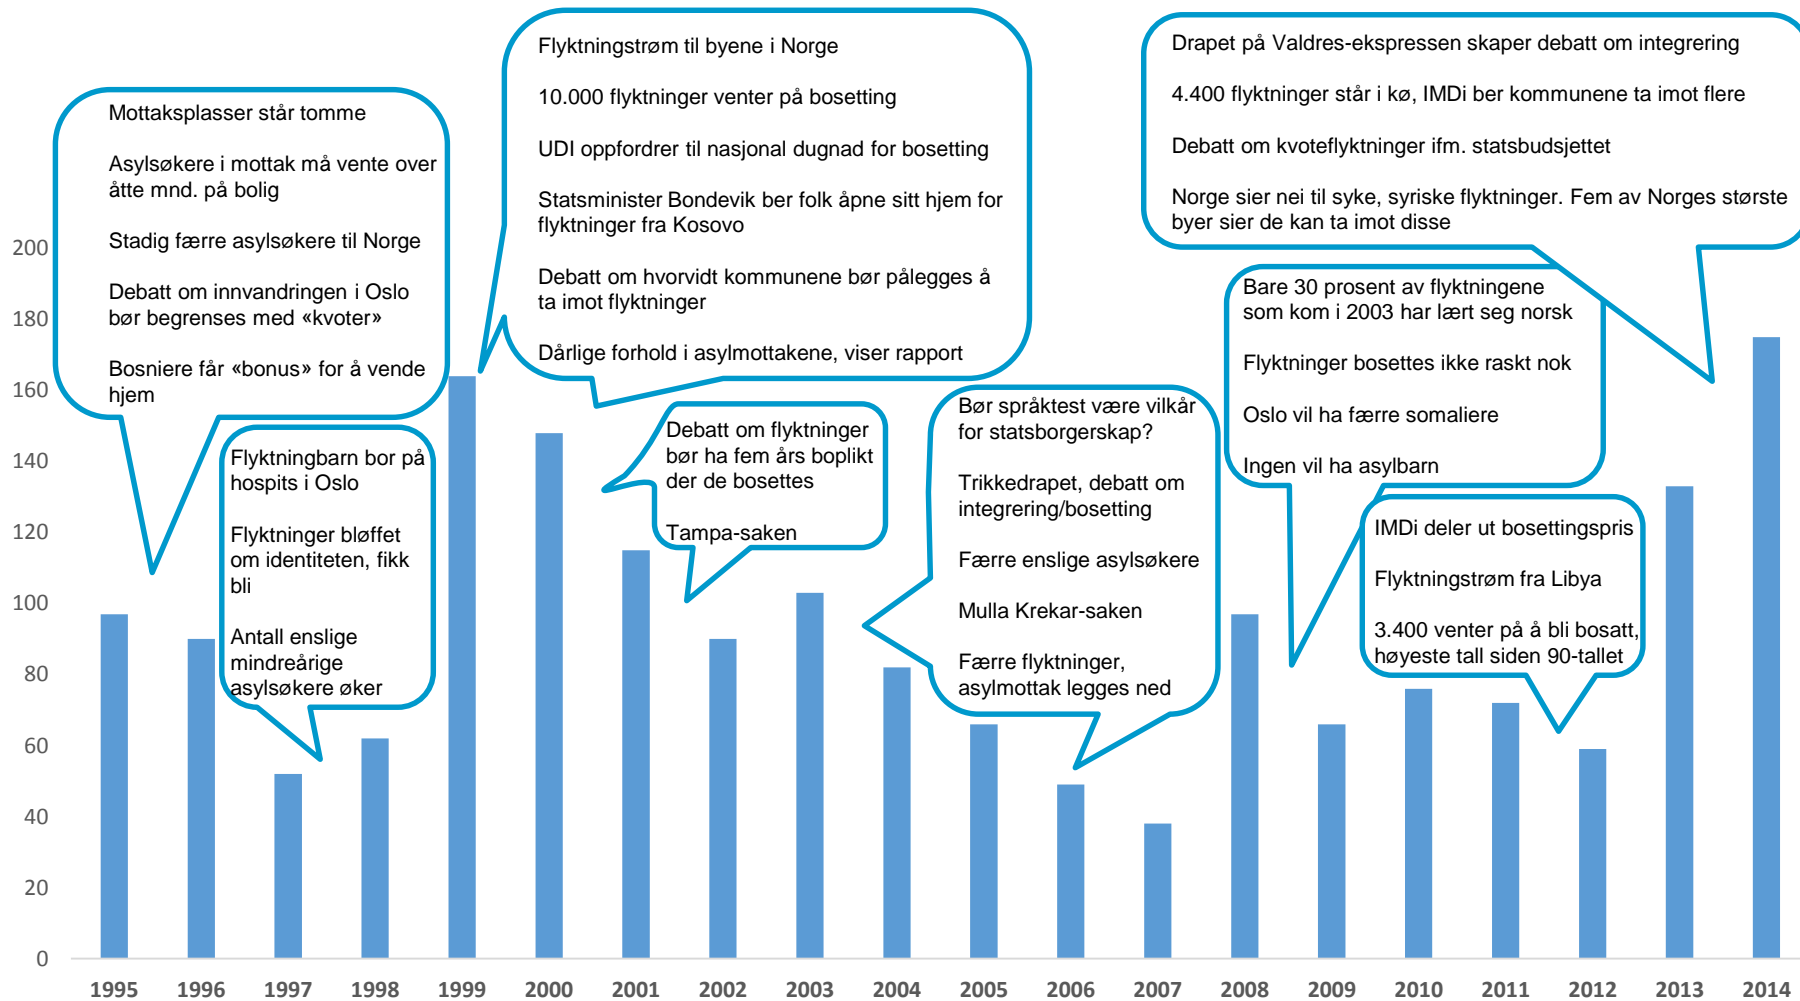 Mottaksplasser står tomme
Asylsøkere i mottak må vente over
åtte mnd. på bolig
Stadig færre asylsøkere til Norge
Debatt om innvandringen i Oslo
bør begrenses med «kvoter»
Bosniere får «bonus» for å vende
hjem
Flyktningbarn bor på
hospits i Oslo
Flyktninger bløffet
om identiteten, fikk
bli
Antall enslige
mindreårige
asylsøkere øker
Flyktningstrøm til byene i Norge
10.000 flyktninger venter på bosetting
UDI oppfordrer til nasjonal dugnad for bosetting
Statsminister Bondevik ber folk åpne sitt hjem for
flyktninger fra Kosovo
Debatt om hvorvidt kommunene bør pålegges å
ta imot flyktninger
Dårlige forhold i asylmottakene, viser rapport
Debatt om flyktninger
bør ha fem års boplikt
der de bosettes
Tampa-saken
Bør språktest være vilkår
for statsborgerskap?
Trikkedrapet, debatt om
integrering/bosetting
Færre enslige asylsøkere
Mulla Krekar-saken
Færre flyktninger,
asylmottak legges ned
Drapet på Valdres-ekspressen skaper debatt om integrering
4.400 flyktninger står i kø, IMDi ber kommunene ta imot flere
Debatt om kvoteflyktninger ifm. statsbudsjettet
Norge sier nei til syke, syriske flyktninger. Fem av Norges største
byer sier de kan ta imot disse
Bare 30 prosent av flyktningene
som kom i 2003 har lært seg norsk
Flyktninger bosettes ikke raskt nok
Oslo vil ha færre somaliere
Ingen vil ha asylbarn
IMDi deler ut bosettingspris
Flyktningstrøm fra Libya
3.400 venter på å bli bosatt,
høyeste tall siden 90-tallet
200
180
160
140
120
100
80
60
40
20
0
1995 1996 1997 1998 1999 2000 2001 2002 2003 2004 2005 2006 2007 2008 2009 2010 2011 2012 2013 2014